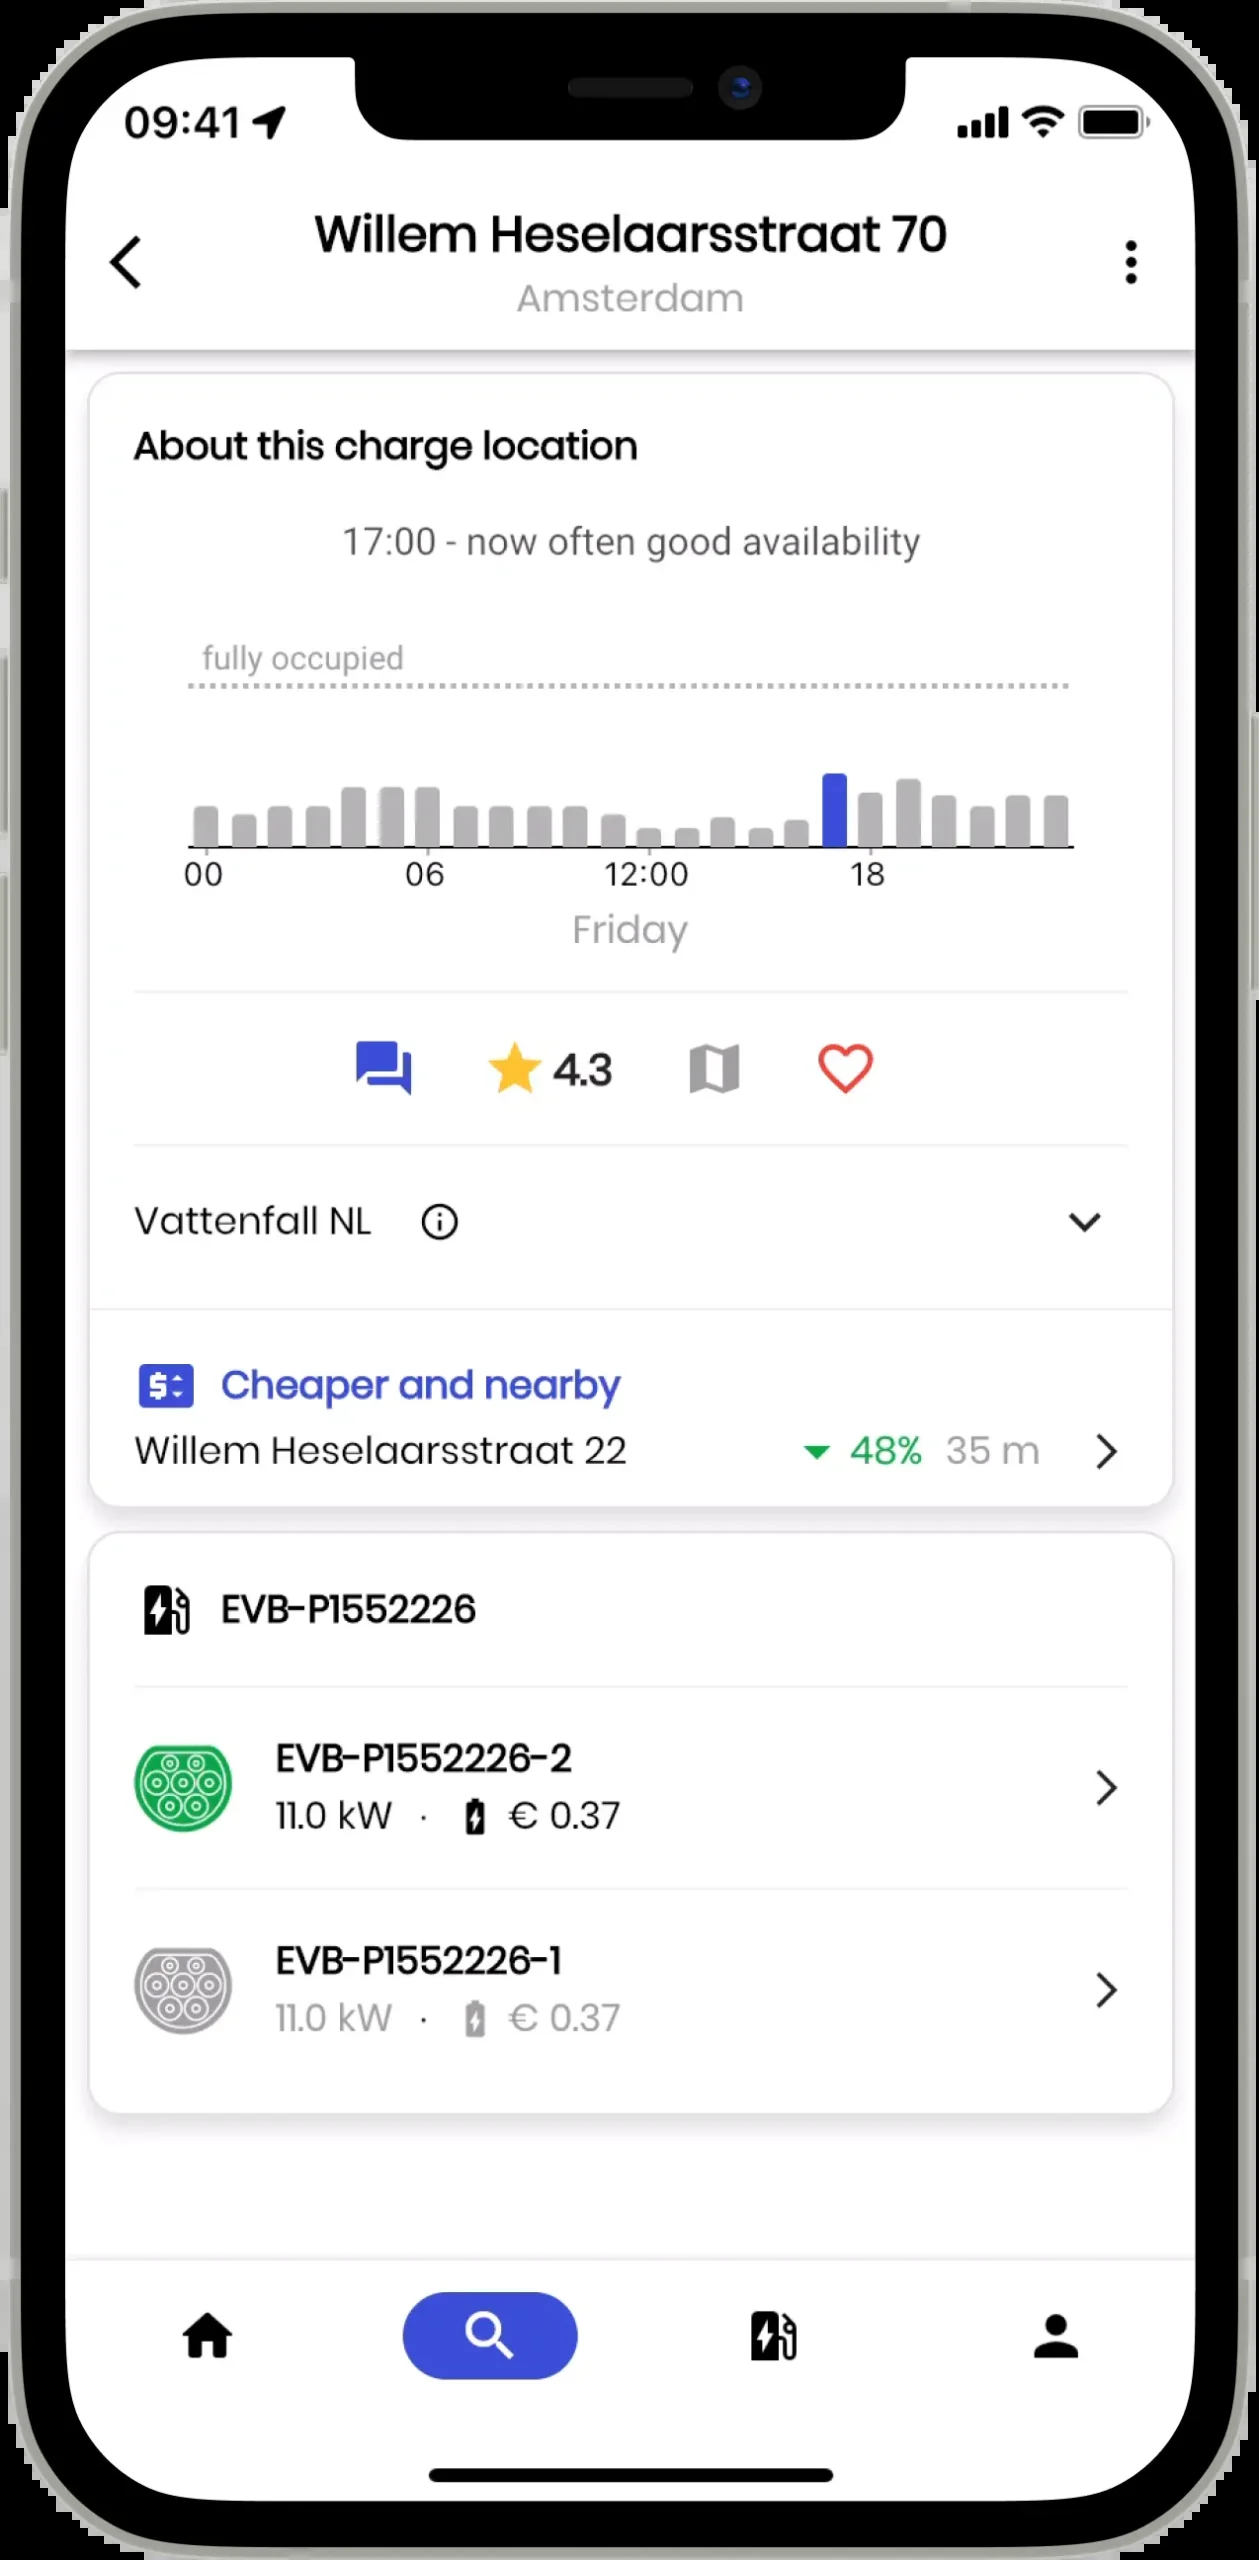 09:41
Willem Heselaarsstraat 70
Amsterdam
About this charge location
17:00 - now often good availability
fully occupied
00 06 12:00 18
Friday
4.3
Vattenfall NL
Cheaper and nearby
Willem Heselaarsstraat 22 48% 35 m
EVB-P1552226
EVB-P1552226-2
11.0 kW · € 0.37
EVB-P1552226-1
11.0 kW · € 0.37